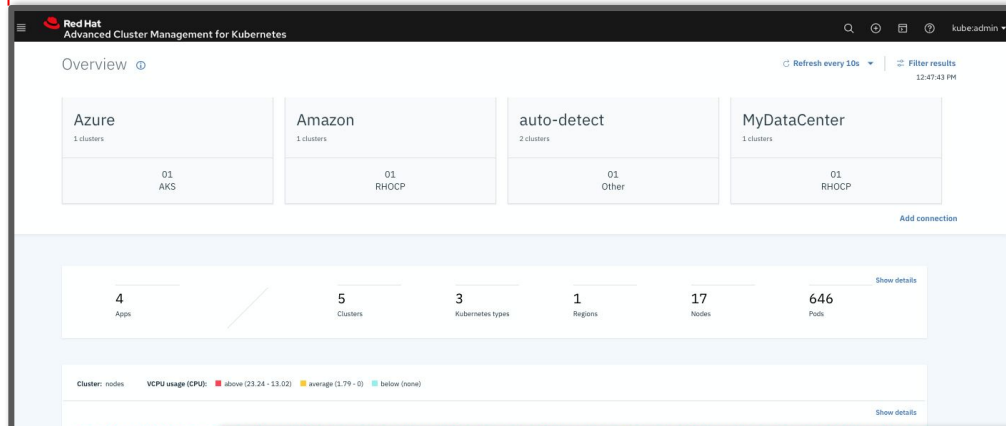 Red Hat
Advanced Cluster Management for Kubernetes
kube:admin
Overview
Refresh every 10s
Filter results
12:47:43 PM
Azure
1 clusters
01
AKS
Amazon
1 clusters
01
RHOCP
auto-detect
2 clusters
01
Other
MyDataCenter
1 clusters
01
RHOCP
Add connection
Show details
4
Apps
5
Clusters
3
Kubernetes types
1
Regions
17
Nodes
646
Pods
Cluster: nodes VCPU usage (CPU): above (23.24 - 13.02) average (1.79 - 0) below (none)
Show details